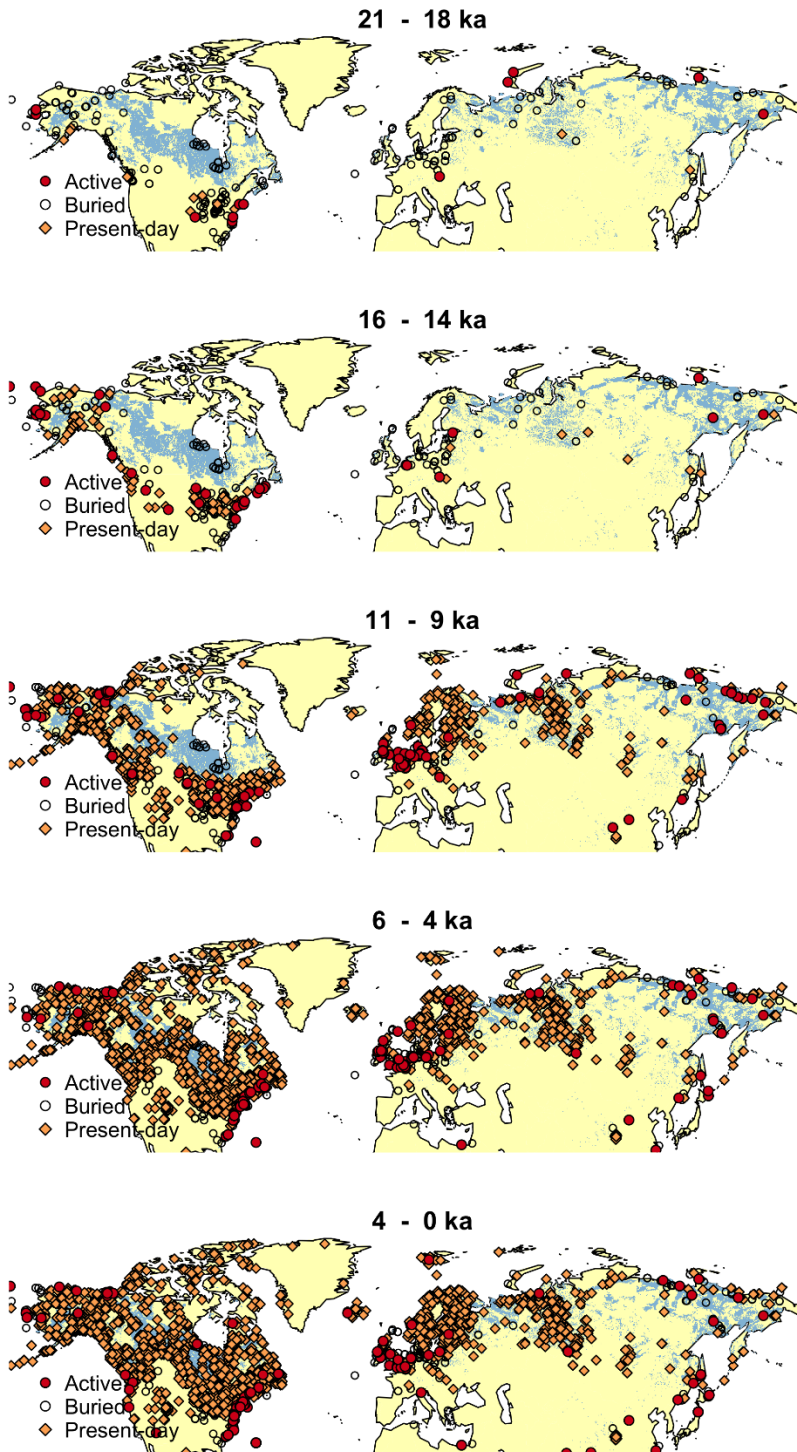 21 - 18 ka
Active
Buried
Present-day
16 - 14 ka
Active
Buried
Present-day
11 - 9 ka
Active
Buried
Present-day
6 - 4 ka
Active
Buried
Present-day
4 - 0 ka
Active
Buried
Present-day